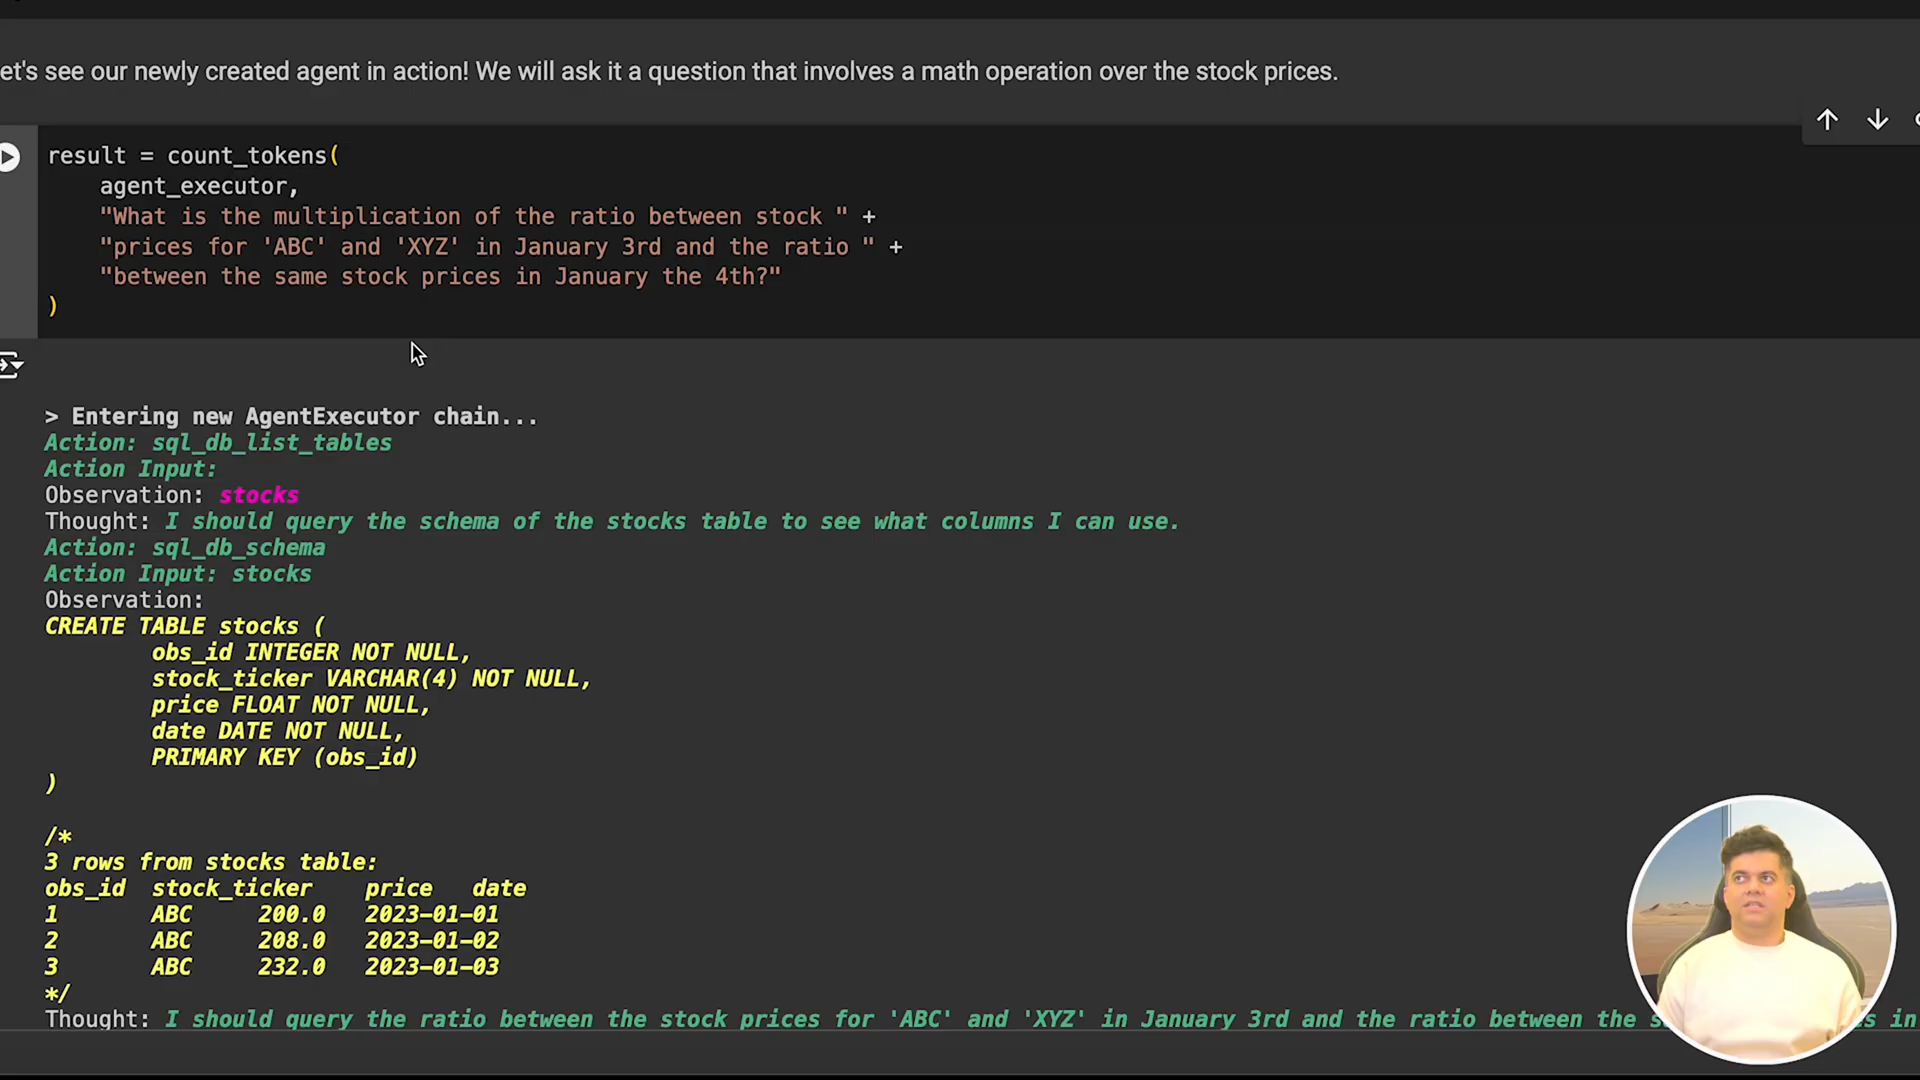 et's see our newly created agent in action! We will ask it a question that involves a math operation over the stock prices.
result = count_tokens(
    agent_executor,
    "What is the multiplication of the ratio between stock " +
    "prices for 'ABC' and 'XYZ' in January 3rd and the ratio " +
    "between the same stock prices in January the 4th?"
)
> Entering new AgentExecutor chain...
Action: sql_db_list_tables
Action Input:
Observation: stocks
Thought: I should query the schema of the stocks table to see what columns I can use.
Action: sql_db_schema
Action Input: stocks
Observation:
CREATE TABLE stocks (
        obs_id INTEGER NOT NULL,
        stock_ticker VARCHAR(4) NOT NULL,
        price FLOAT NOT NULL,
        date DATE NOT NULL,
        PRIMARY KEY (obs_id)
)
/*
3 rows from stocks table:
obs_id  stock_ticker    price   date
1       ABC     200.0   2023-01-01
2       ABC     208.0   2023-01-02
3       ABC     232.0   2023-01-03
*/
Thought: I should query the ratio between the stock prices for 'ABC' and 'XYZ' in January 3rd and the ratio between the s in